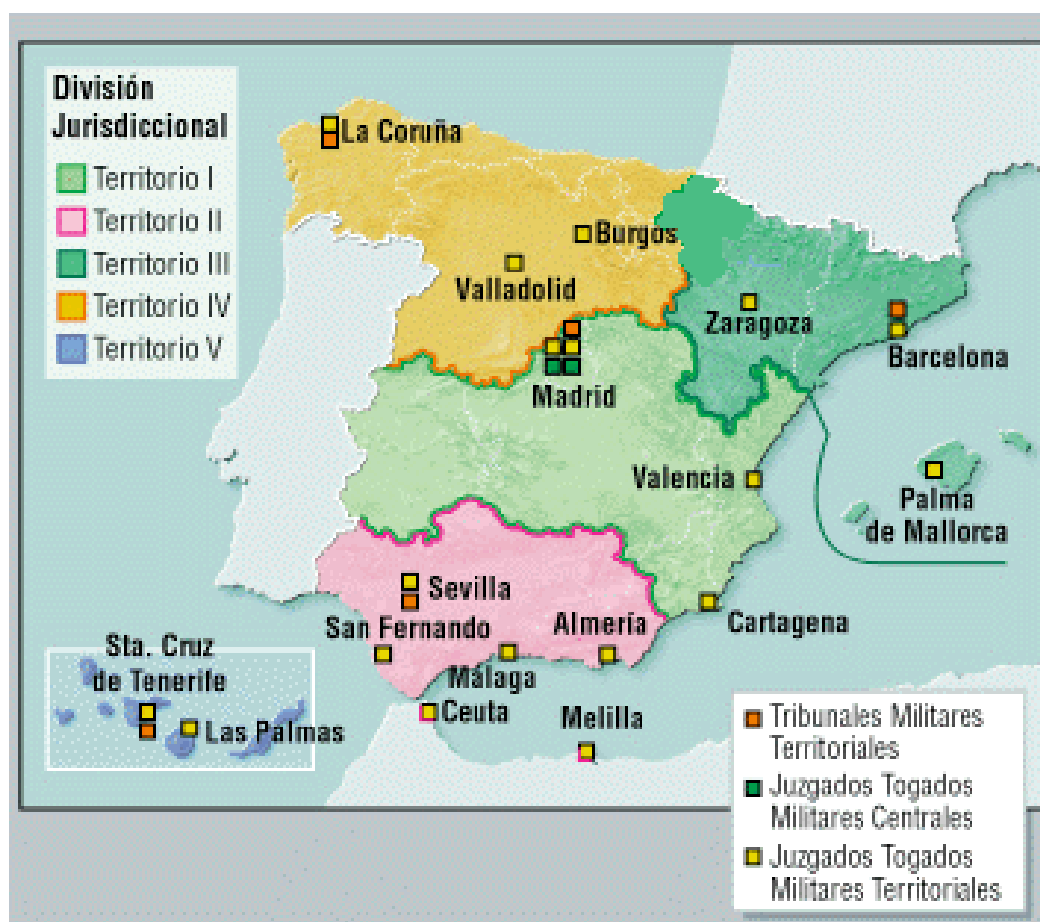 División
Jurisdiccional
Territorio I
Territorio II
Territorio III
Territorio IV
Territorio V
La Coruña
Burgos
Valladolid
Zaragoza
Barcelona
Madrid
Valencia
Palma
de Mallorca
Sevilla
San Fernando
Almería
Cartagena
Málaga
Ceuta
Melilla
Sta. Cruz
de Tenerife
Las Palmas
Tribunales Militares
Territoriales
Juzgados Togados
Militares Centrales
Juzgados Togados
Militares Territoriales